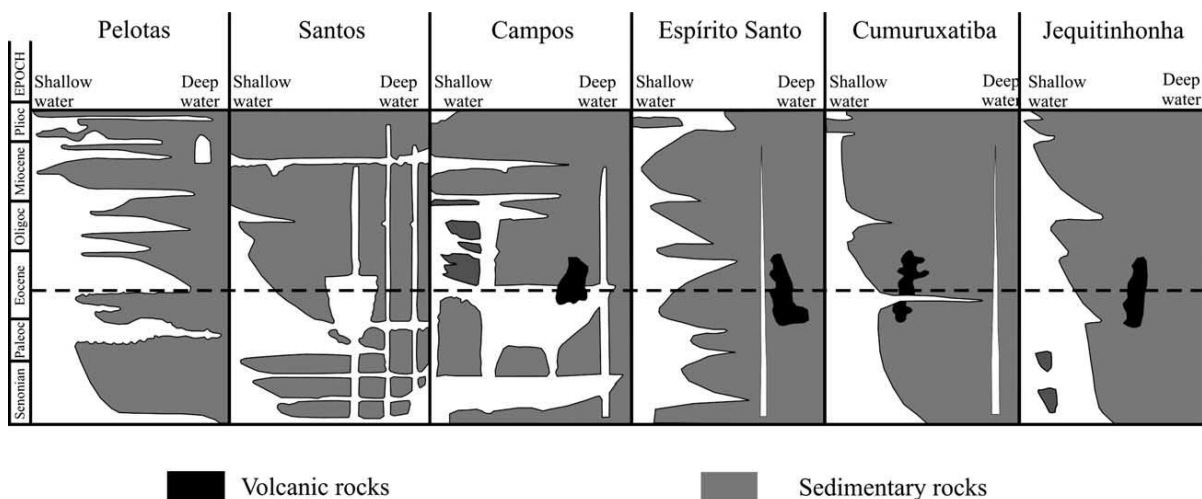 Pelotas
Santos
Campos
Espírito Santo
Cumuruxatiba
Jequitinhonha
EPOCH
Shallow water
Deep water
Shallow water
Deep water
Shallow water
Deep water
Shallow water
Deep water
Shallow water
Deep water
Shallow water
Deep water
Plioc
Miocene
Oligoc
Eocene
Paleoc
Senonian
Volcanic rocks
Sedimentary rocks